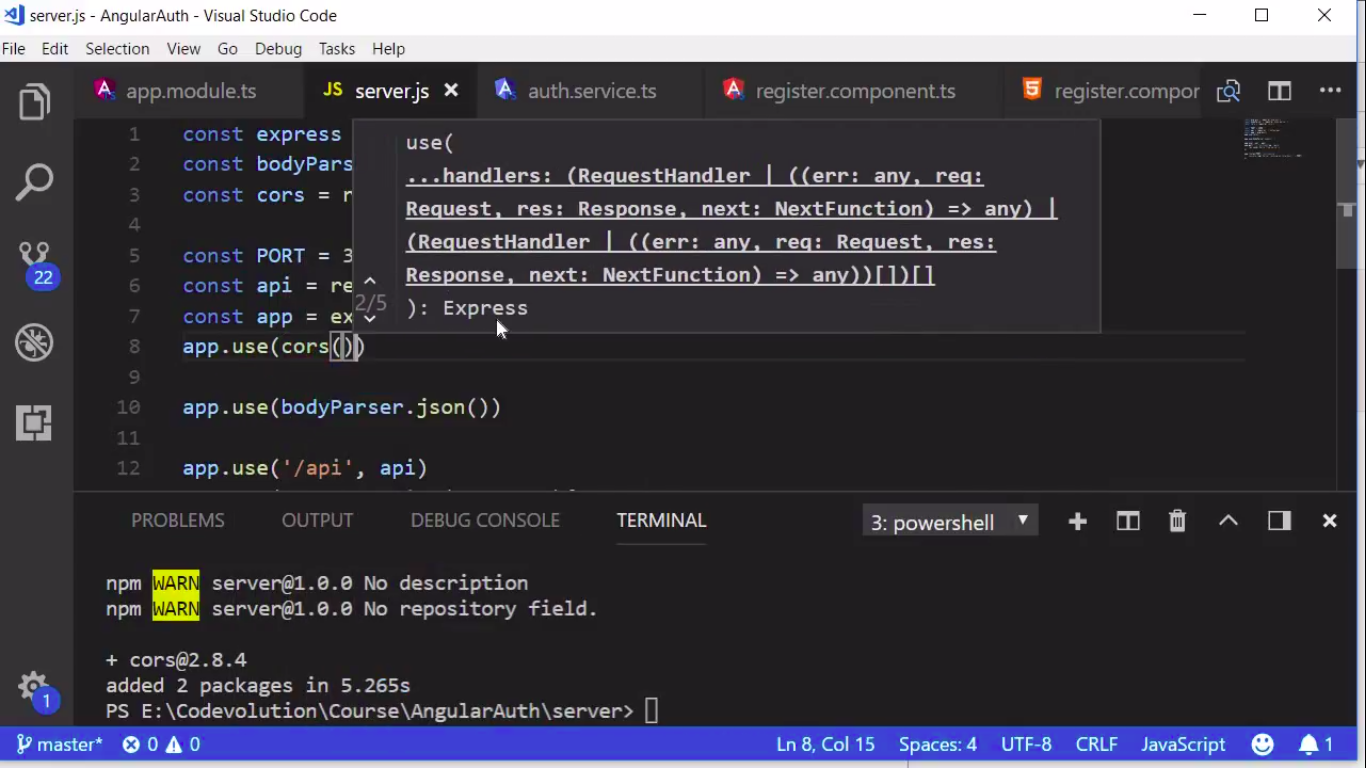 server.js - AngularAuth - Visual Studio Code
File Edit Selection View Go Debug Tasks Help
app.module.ts JS server.js auth.service.ts register.component.ts register.compor
1 const express
2 const bodyPars
3 const cors = r
4
5 const PORT = 3
6 const api = re
7 const app = ex
8 app.use(cors())
9
10 app.use(bodyParser.json())
11
12 app.use('/api', api)
use(
...handlers: (RequestHandler | ((err: any, req:
Request, res: Response, next: NextFunction) => any) |
(RequestHandler | ((err: any, req: Request, res:
Response, next: NextFunction) => any))[])[]
2/5
): Express
22
1
PROBLEMS OUTPUT DEBUG CONSOLE TERMINAL 3: powershell
npm WARN server@1.0.0 No description
npm WARN server@1.0.0 No repository field.
+ cors@2.8.4
added 2 packages in 5.265s
PS E:\Codevolution\Course\AngularAuth\server>
master* 0 0 Ln 8, Col 15 Spaces: 4 UTF-8 CRLF JavaScript 1